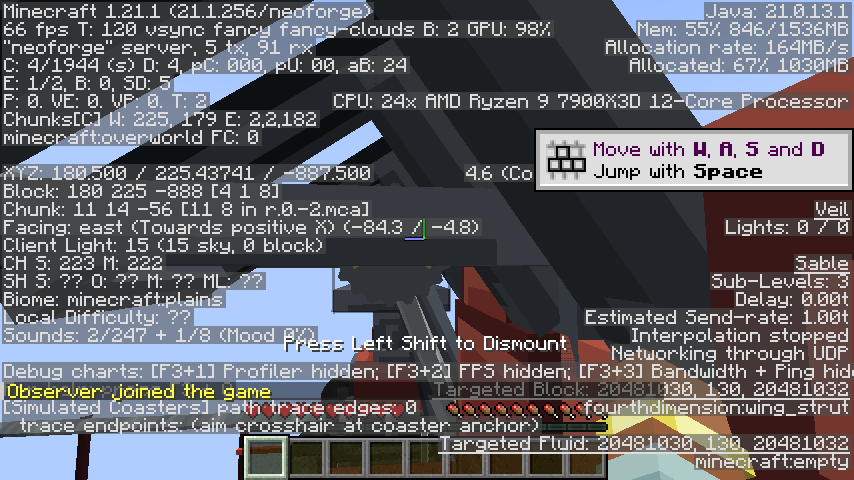 Minecraft 1.21.1 (21.1.256/neoforge)
66 fps T: 120 vsync fancy fancy-clouds B: 2 GPU: 98%
"neoforge" server, 5 tx, 91 rx
C: 4/1944 (s) D: 4, pC: 000, pU: 00, aB: 24
E: 1/2, B: 0, SD: 5
P: 0. VE: 0. VP: 0. T: 2
Chunks[C] W: 225, 179 E: 2,2,182
minecraft:overworld FC: 0
XYZ: 180.500 / 225.43741 / -887.500
Block: 180 225 -888 [4 1 8]
Chunk: 11 14 -56 [11 8 in r.0.-2.mca]
Facing: east (Towards positive X) (-84.3 / -4.8)
Client Light: 15 (15 sky, 0 block)
CH S: 223 M: 222
SH S: ?? O: ?? M: ?? ML: ??
Biome: minecraft:plains
Local Difficulty: ??
Sounds: 2/247 + 1/8 (Mood 0%)
Debug charts: [F3+1] Profiler hidden; [F3+2] FPS hidden; [F3+3] Bandwidth + Ping hid
Observer joined the game
[Simulated Coasters]
trace endpoints: (aim crosshair at coaster anchor)
Java: 21.0.13.1
Mem: 55% 846/1536MB
Allocation rate: 164MB/s
Allocated: 67% 1030MB
CPU: 24x AMD Ryzen 9 7900X3D 12-Core Processor
Move with W, A, S and D
Jump with Space
4.6 (Co
Veil
Lights: 0 / 0
Sable
Sub-Levels: 3
Delay: 0.00t
Estimated Send-rate: 1.00t
Interpolation stopped
Networking through UDP
Press Left Shift to Dismount
Targeted Block: 20481030, 130, 20481032
fourthdimension:wing_strut
Targeted Fluid: 20481030, 130, 20481032
minecraft:empty